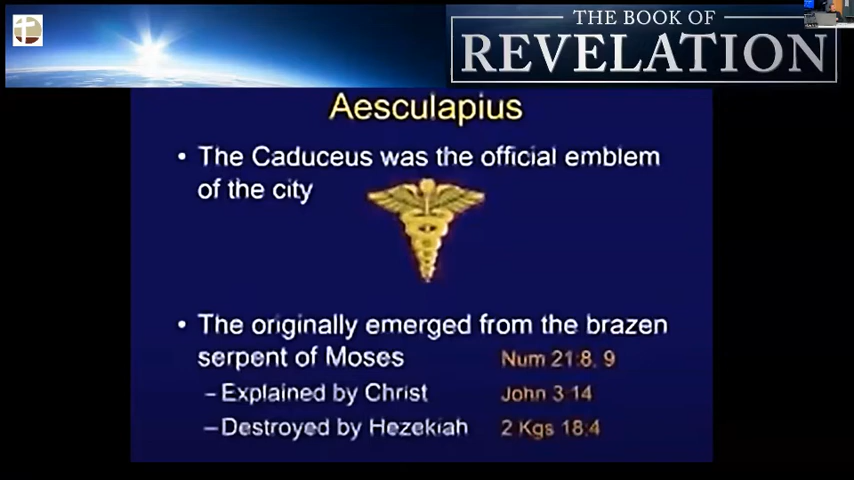 THE BOOK OF
REVELATION
Aesculapius
• The Caduceus was the official emblem
of the city
• The originally emerged from the brazen
serpent of Moses Num 21:8, 9
– Explained by Christ John 3:14
– Destroyed by Hezekiah 2 Kgs 18:4